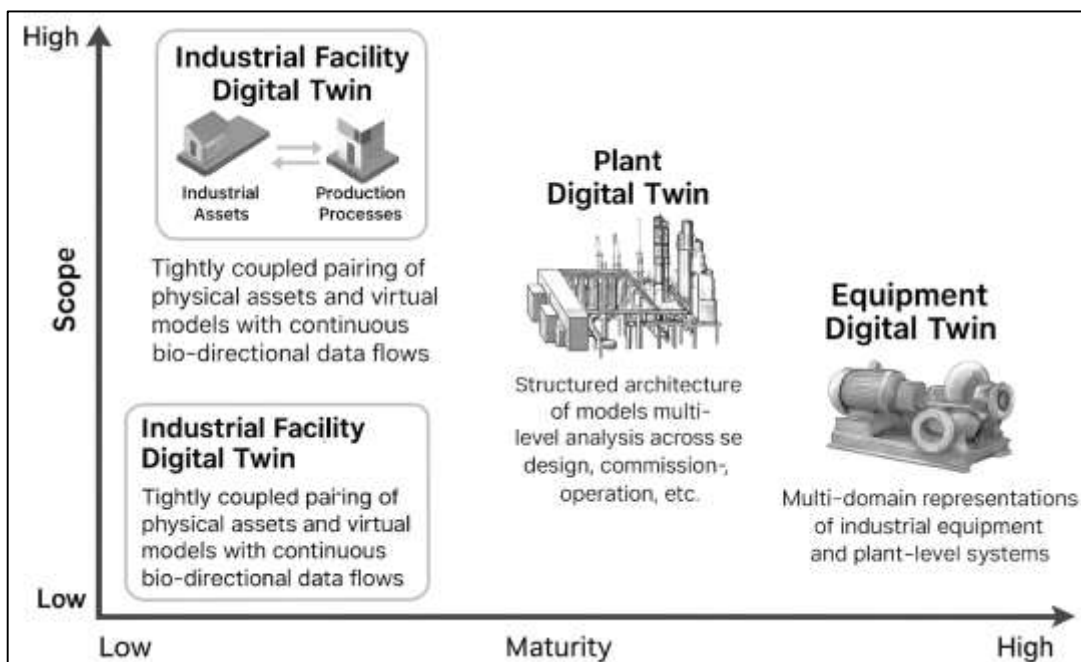 High
Scope
Low
Industrial Facility
Digital Twin
Industrial
Assets
Production
Processes
Tightly coupled pairing of
physical assets and virtual
models with continuous
bio-directional data flows
Industrial Facility
Digital Twin
Tightly coupled pairing of
physical assets and virtual
models with continuous
bio-directional data flows
Plant
Digital Twin
Structured architecture
of models multi-
level analysis across se
design, commission-,
operation, etc.
Equipment
Digital Twin
Multi-domain representations
of industrial equipment
and plant-level systems
Low
Maturity
High